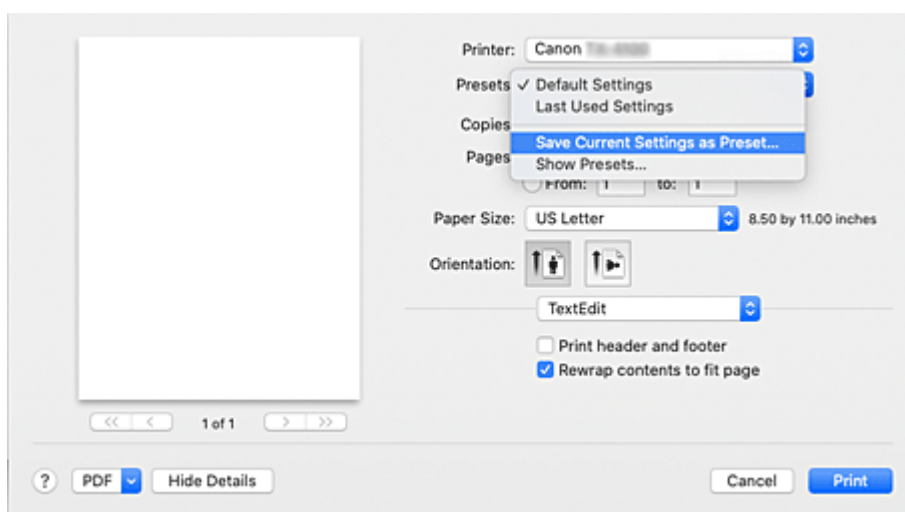 Printer: Canon
Presets ✓ Default Settings
Last Used Settings
Copies
Save Current Settings as Preset...
Pages
Show Presets...
From: 1 to: 1
Paper Size: US Letter 8.50 by 11.00 inches
Orientation:
TextEdit
Print header and footer
Rewrap contents to fit page
<< < 1 of 1 > >>
? PDF Hide Details Cancel Print